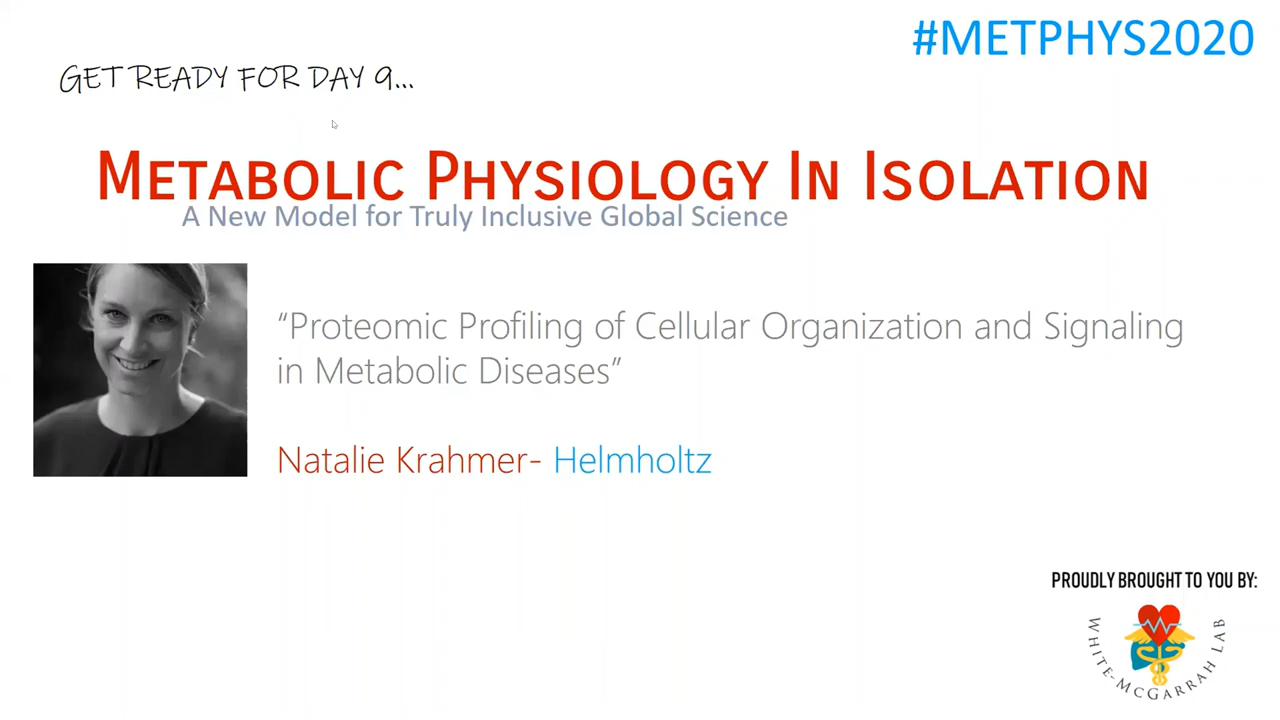 #METPHYS2020
GET READY FOR DAY 9...
METABOLIC PHYSIOLOGY IN ISOLATION
A New Model for Truly Inclusive Global Science
“Proteomic Profiling of Cellular Organization and Signaling
in Metabolic Diseases”
Natalie Krahmer- Helmholtz
PROUDLY BROUGHT TO YOU BY:
WHITE-MCGARRAH LAB